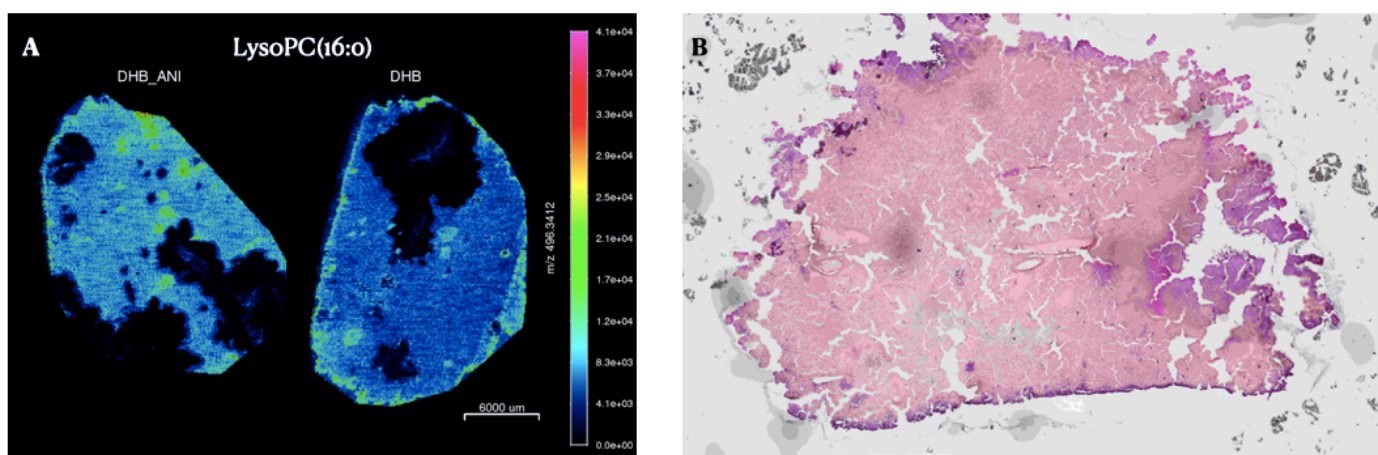 A
LysoPC(16:0)
DHB_ANI
DHB
4.1e+04
3.7e+04
3.3e+04
2.9e+04
2.5e+04
2.1e+04
1.7e+04
1.2e+04
8.3e+03
4.1e+03
0.0e+00
m/z 496.3412
6000 um
B